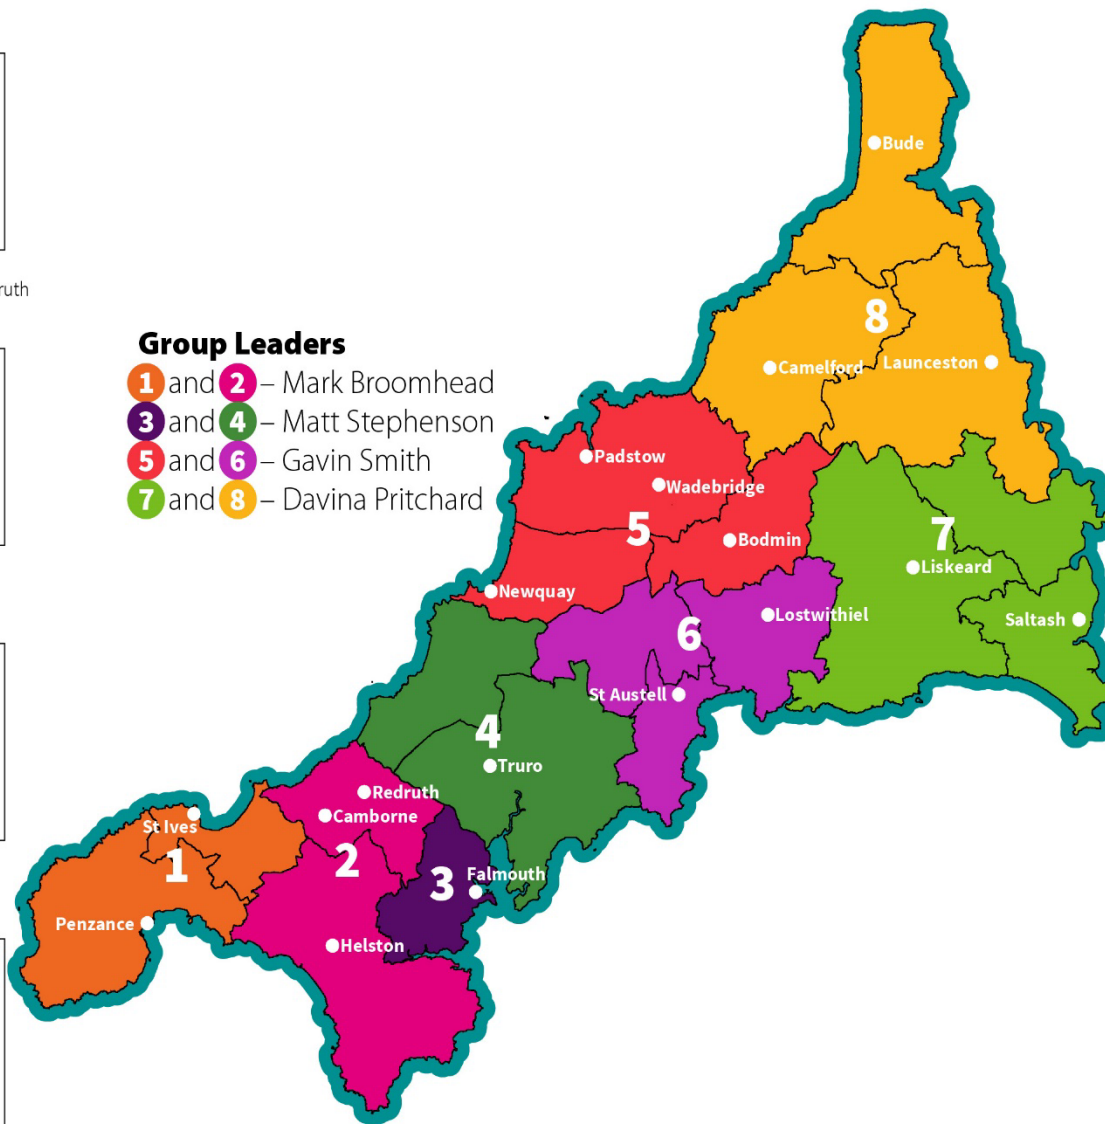 Bude
ruth
8
Group Leaders
Camelford
Launceston
1 and 2 – Mark Broomhead
3 and 4 – Matt Stephenson
5 and 6 – Gavin Smith
7 and 8 – Davina Pritchard
Padstow
Wadebridge
5
Bodmin
7
Liskeard
Newquay
Lostwithiel
Saltash
6
St Austell
4
Truro
Redruth
Camborne
St Ives
1
2
3
Falmouth
Penzance
Helston